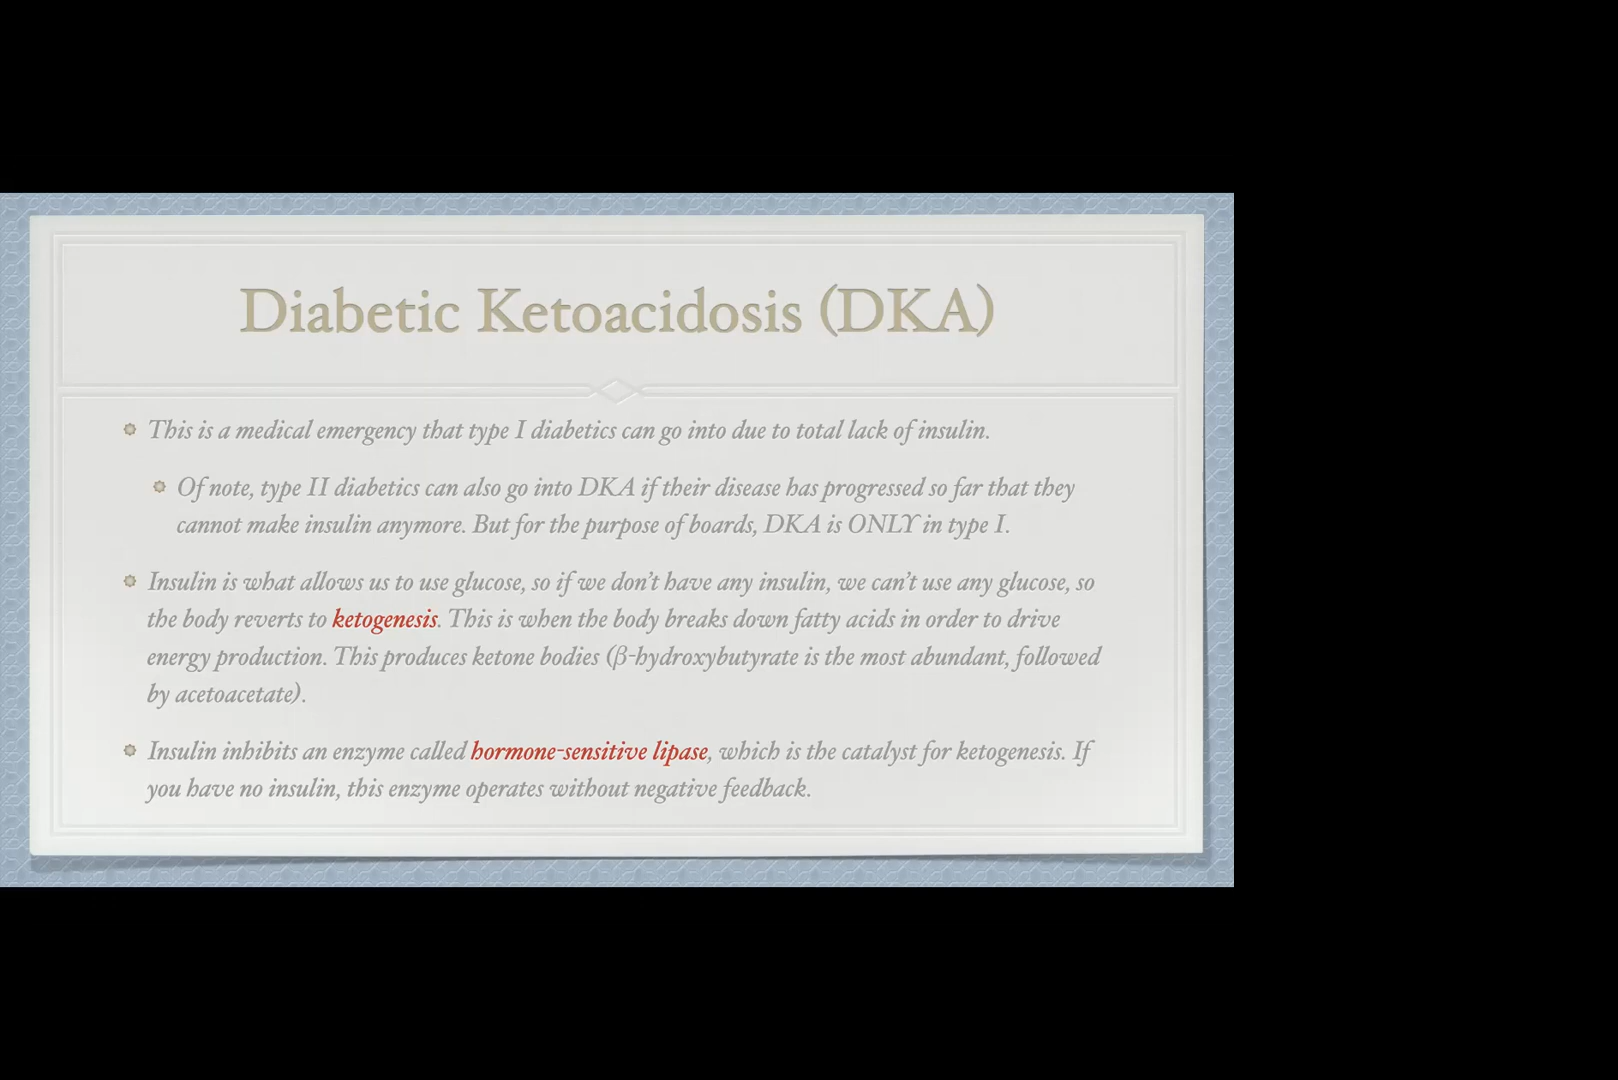 Diabetic Ketoacidosis (DKA)
This is a medical emergency that type I diabetics can go into due to total lack of insulin.
Of note, type II diabetics can also go into DKA if their disease has progressed so far that they
cannot make insulin anymore. But for the purpose of boards, DKA is ONLY in type I.
Insulin is what allows us to use glucose, so if we don't have any insulin, we can't use any glucose, so
the body reverts to ketogenesis. This is when the body breaks down fatty acids in order to drive
energy production. This produces ketone bodies (β-hydroxybutyrate is the most abundant, followed
by acetoacetate).
Insulin inhibits an enzyme called hormone-sensitive lipase, which is the catalyst for ketogenesis. If
you have no insulin, this enzyme operates without negative feedback.